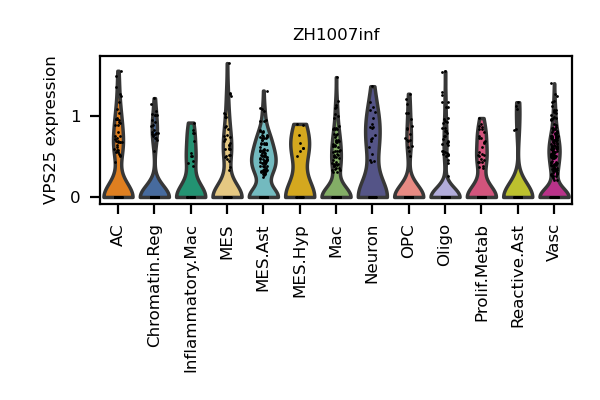 ZH1007inf
VPS25 expression
1
0
AC
Chromatin.Reg
Inflammatory.Mac
MES
MES.Ast
MES.Hyp
Mac
Neuron
OPC
Oligo
Prolif.Metab
Reactive.Ast
Vasc